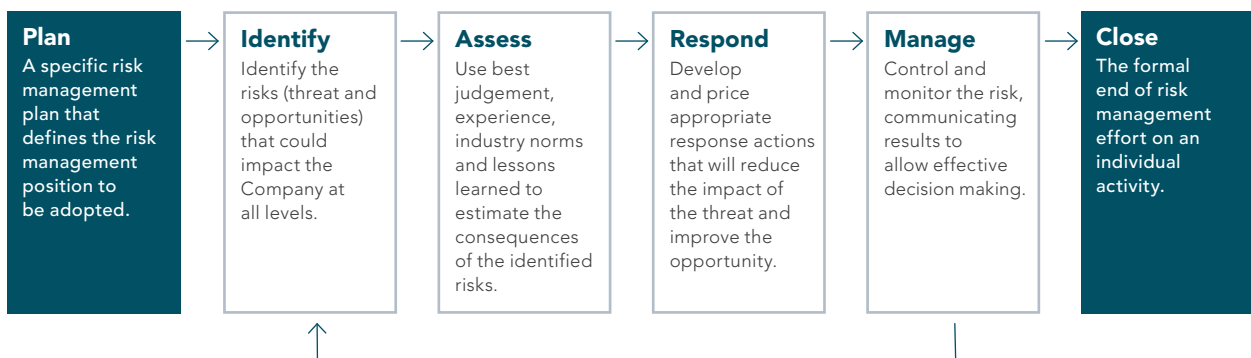 Plan
A specific risk
management
plan that
defines the risk
management
position to
be adopted.
Identify
Identify the
risks (threat and
opportunities)
that could
impact the
Company at
all levels.
Assess
Use best
judgement,
experience,
industry norms
and lessons
learned to
estimate the
consequences
of the identified
risks.
Respond
Develop
and price
appropriate
response actions
that will reduce
the impact of
the threat and
improve the
opportunity.
Manage
Control and
monitor the risk,
communicating
results to
allow effective
decision making.
Close
The formal
end of risk
management
effort on an
individual
activity.